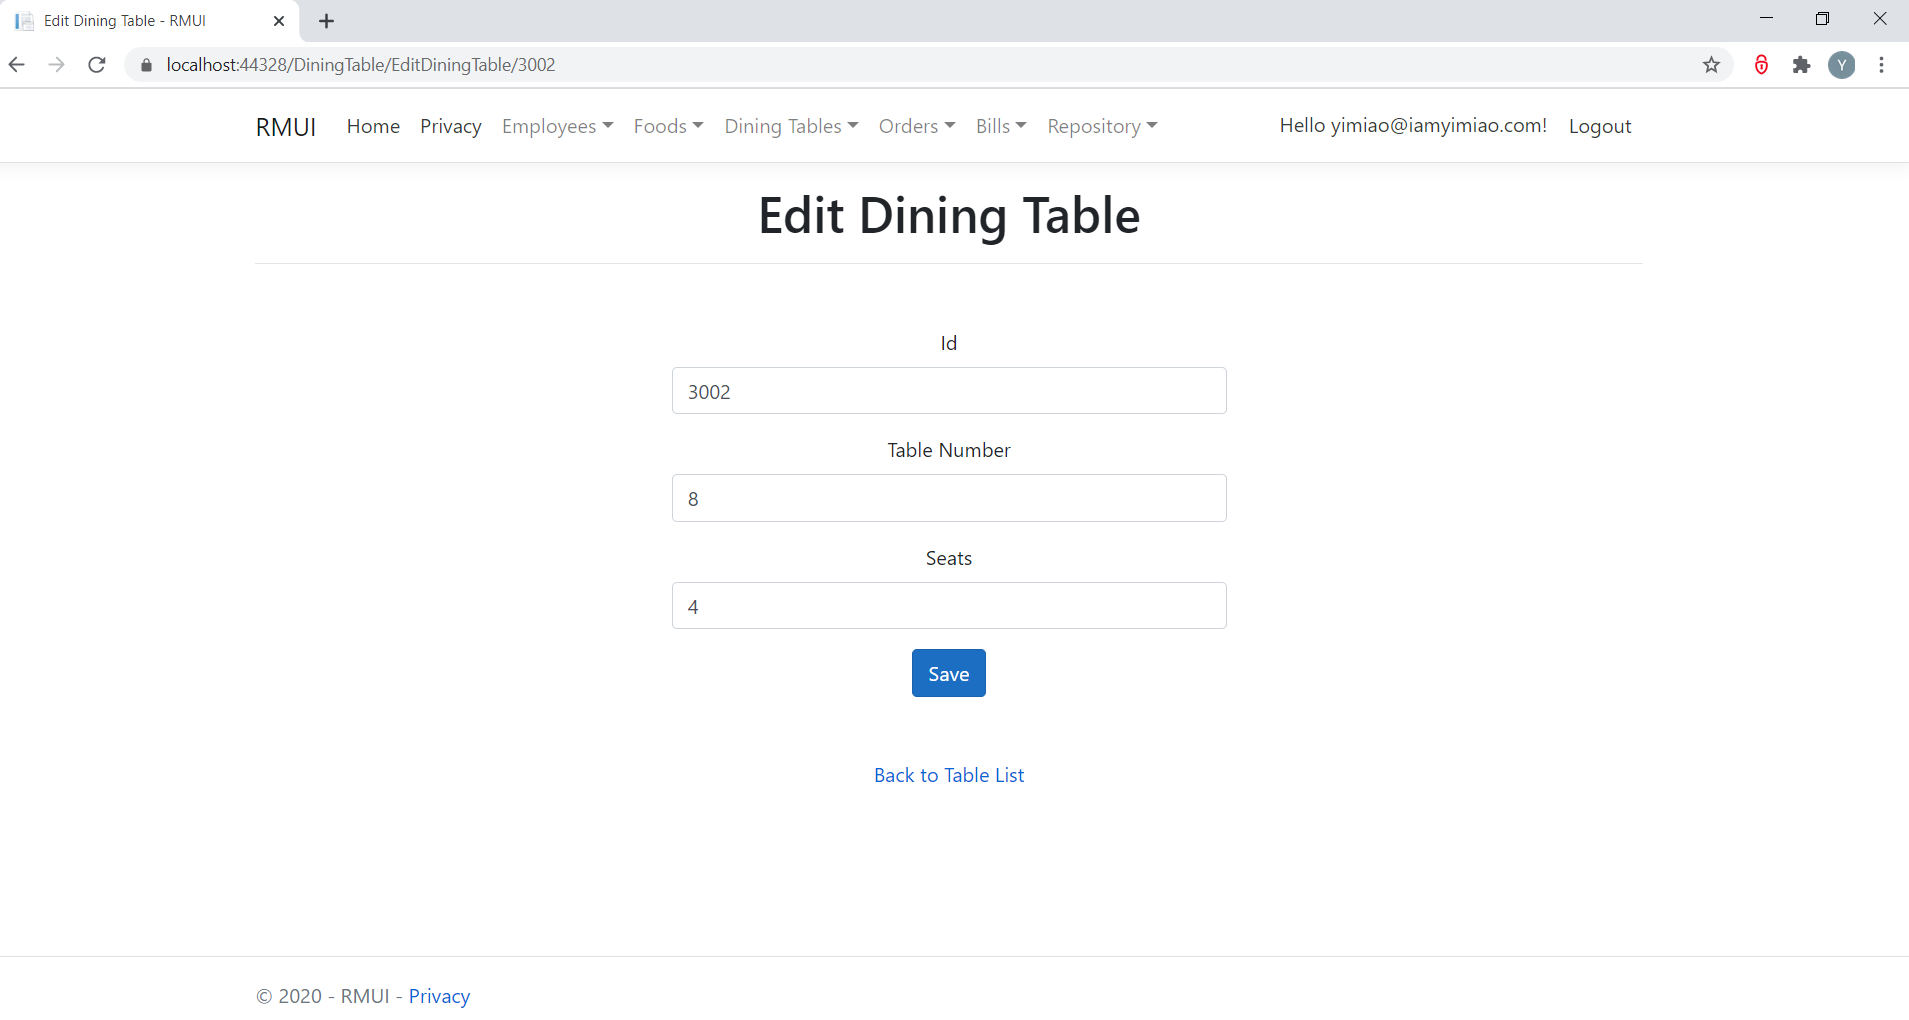 Edit Dining Table - RMUI
localhost:44328/DiningTable/EditDiningTable/3002
Y
RMUI Home Privacy Employees Foods Dining Tables Orders Bills Repository Hello yimiao@iamyimiao.com! Logout
Edit Dining Table
Id
3002
Table Number
8
Seats
4
Save
Back to Table List
© 2020 - RMUI - Privacy